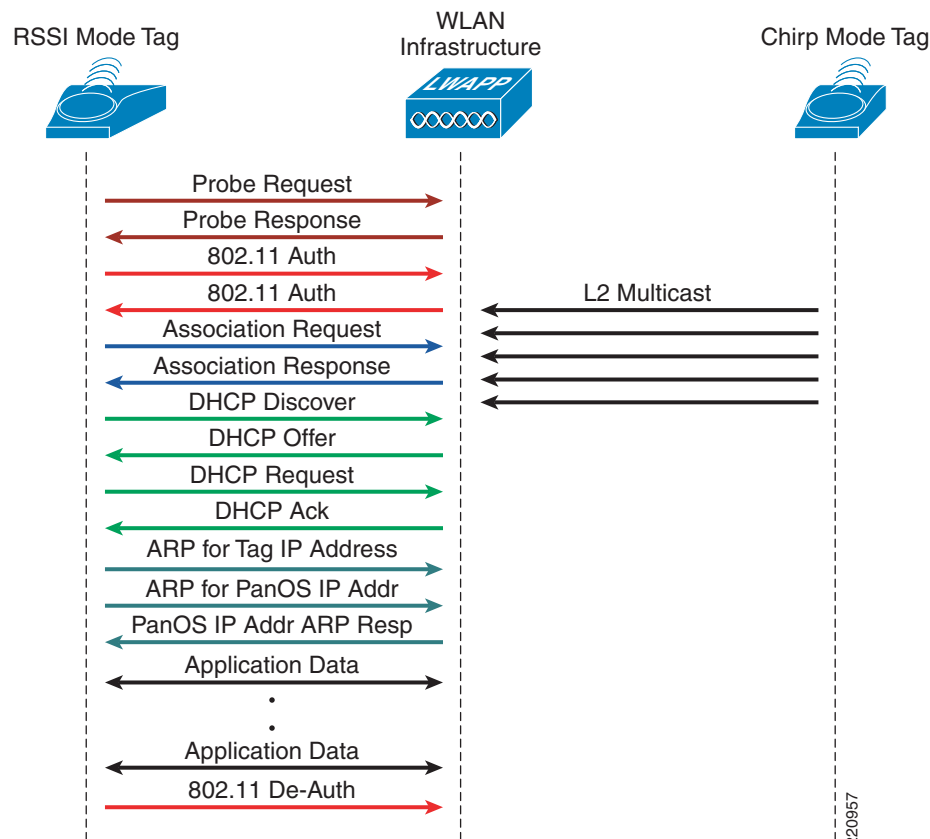 RSSI Mode Tag
WLAN
Infrastructure
Chirp Mode Tag
LWAPP
Probe Request
Probe Response
802.11 Auth
802.11 Auth
L2 Multicast
Association Request
Association Response
DHCP Discover
DHCP Offer
DHCP Request
DHCP Ack
ARP for Tag IP Address
ARP for PanOS IP Addr
PanOS IP Addr ARP Resp
Application Data
Application Data
802.11 De-Auth
220957